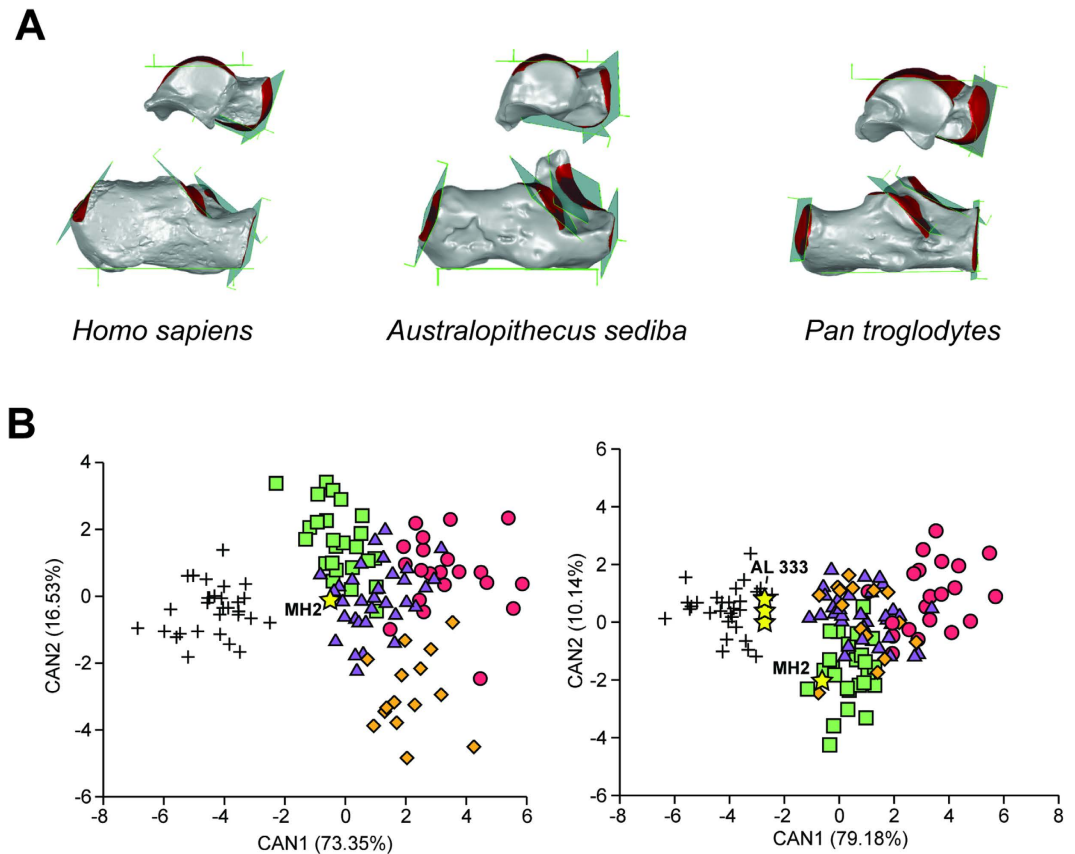 A
Homo sapiens
Australopithecus sediba
Pan troglodytes
B
4
2
0
-2
-4
-6
CAN2 (16.53%)
MH2
-8
-6
-4
-2
0
2
4
6
CAN1 (73.35%)
6
4
2
0
-2
-4
-6
CAN2 (10.14%)
AL 333
MH2
-8
-6
-4
-2
0
2
4
6
8
CAN1 (79.18%)